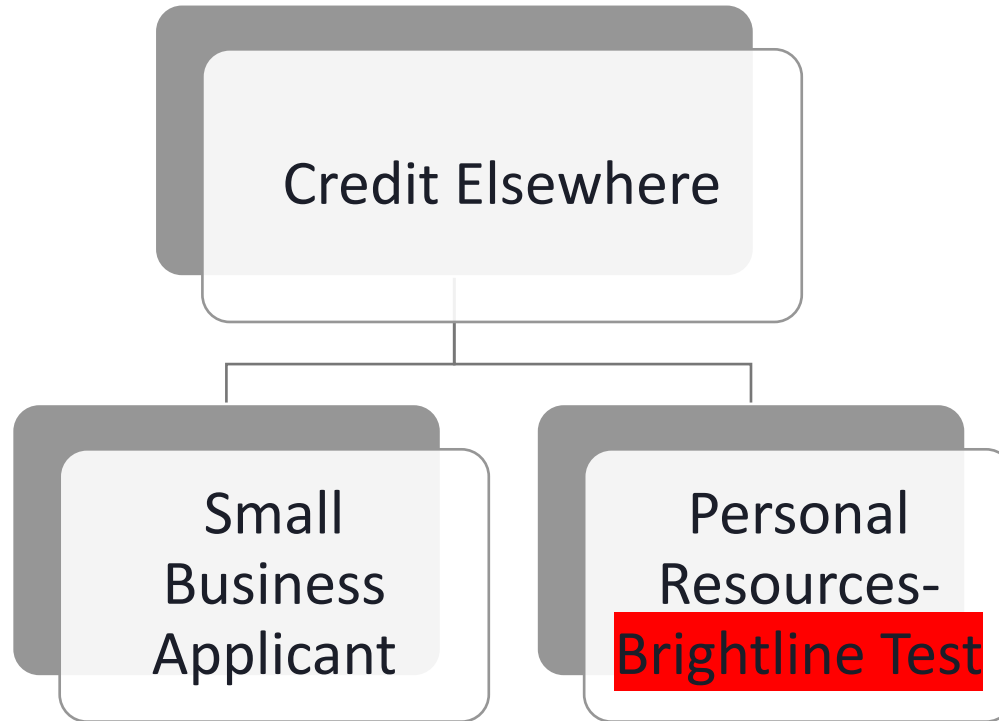 Credit Elsewhere
Small
Business
Applicant
Personal
Resources-
Brightline Test